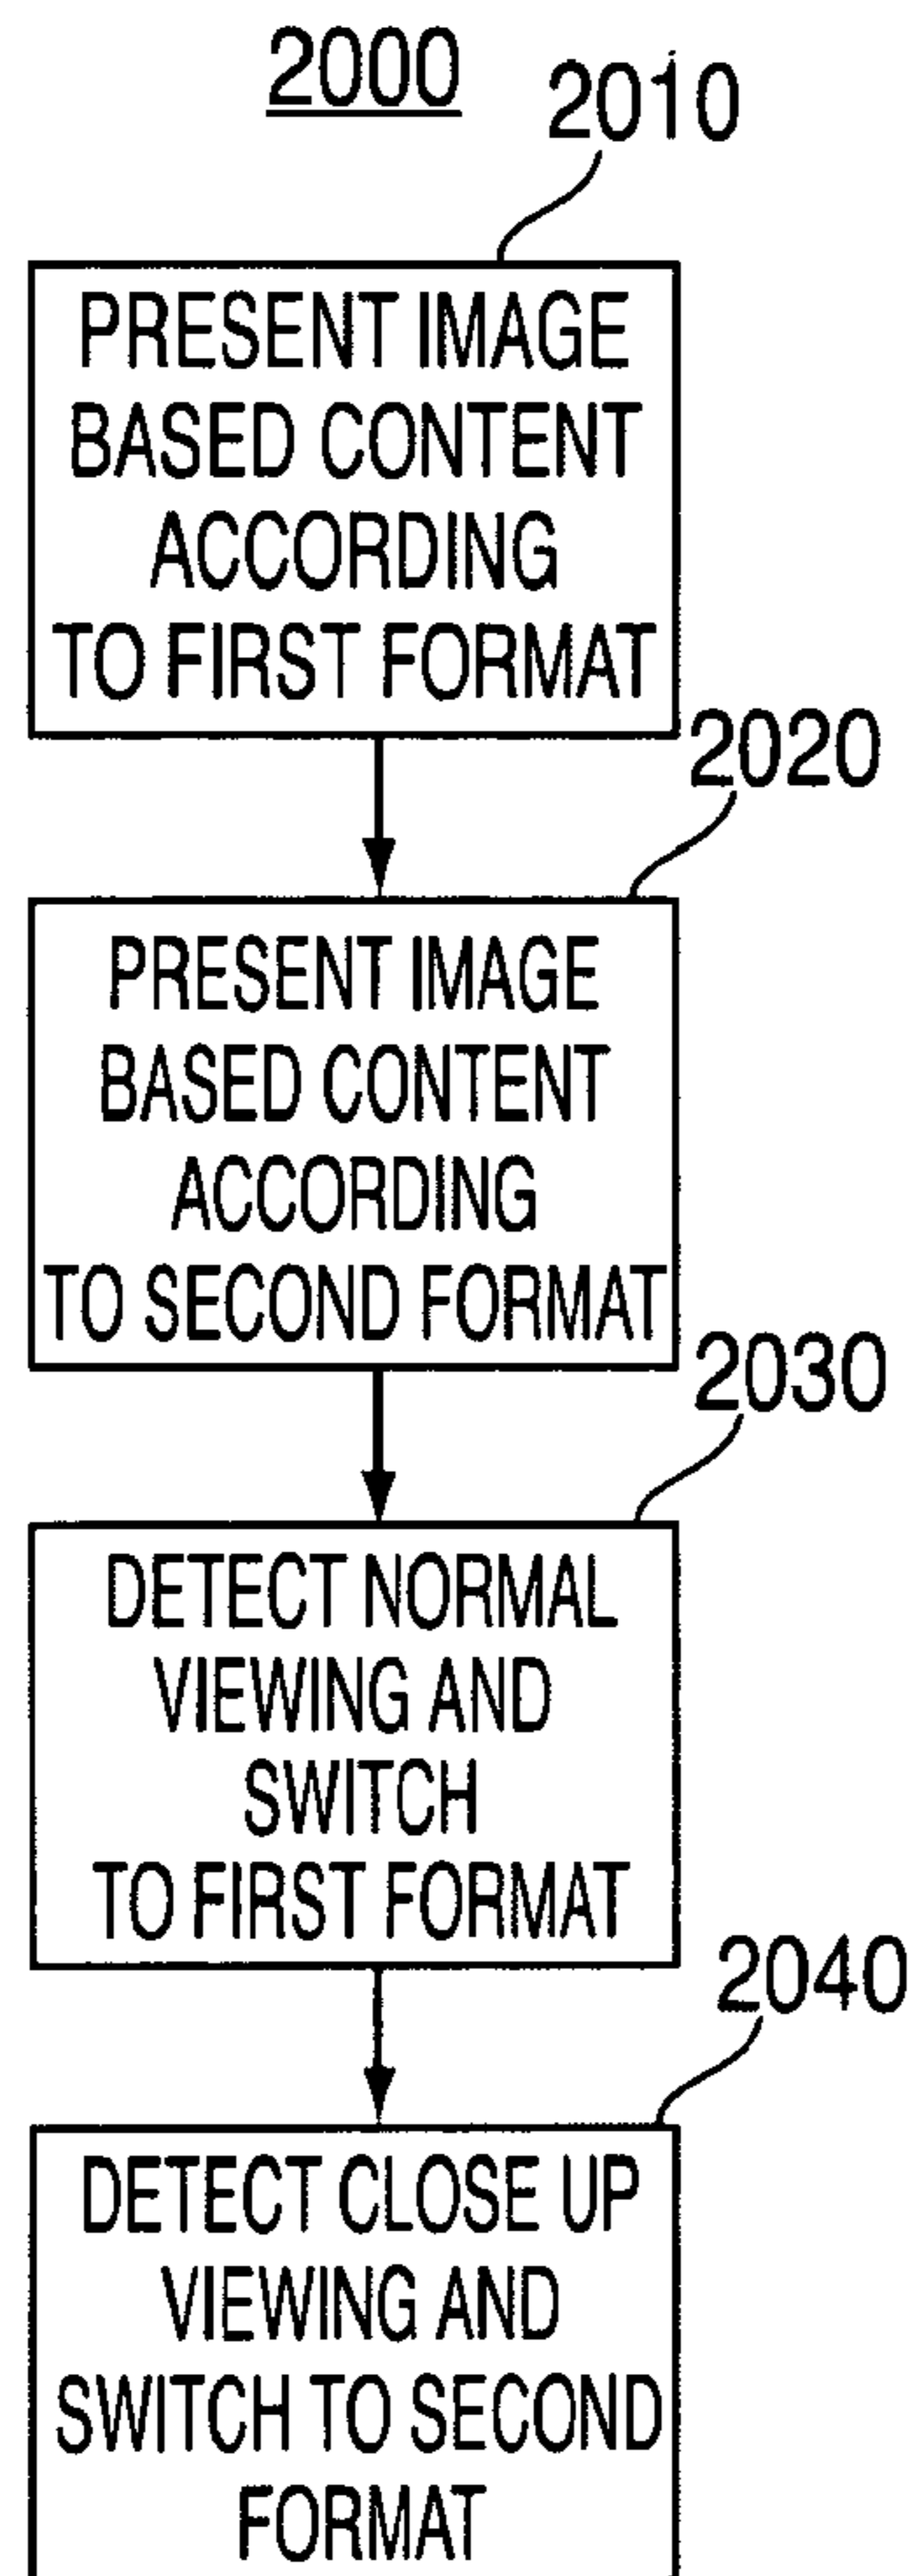 2000
2010
PRESENT IMAGE
BASED CONTENT
ACCORDING
TO FIRST FORMAT
2020
PRESENT IMAGE
BASED CONTENT
ACCORDING
TO SECOND FORMAT
2030
DETECT NORMAL
VIEWING AND
SWITCH
TO FIRST FORMAT
2040
DETECT CLOSE UP
VIEWING AND
SWITCH TO SECOND
FORMAT